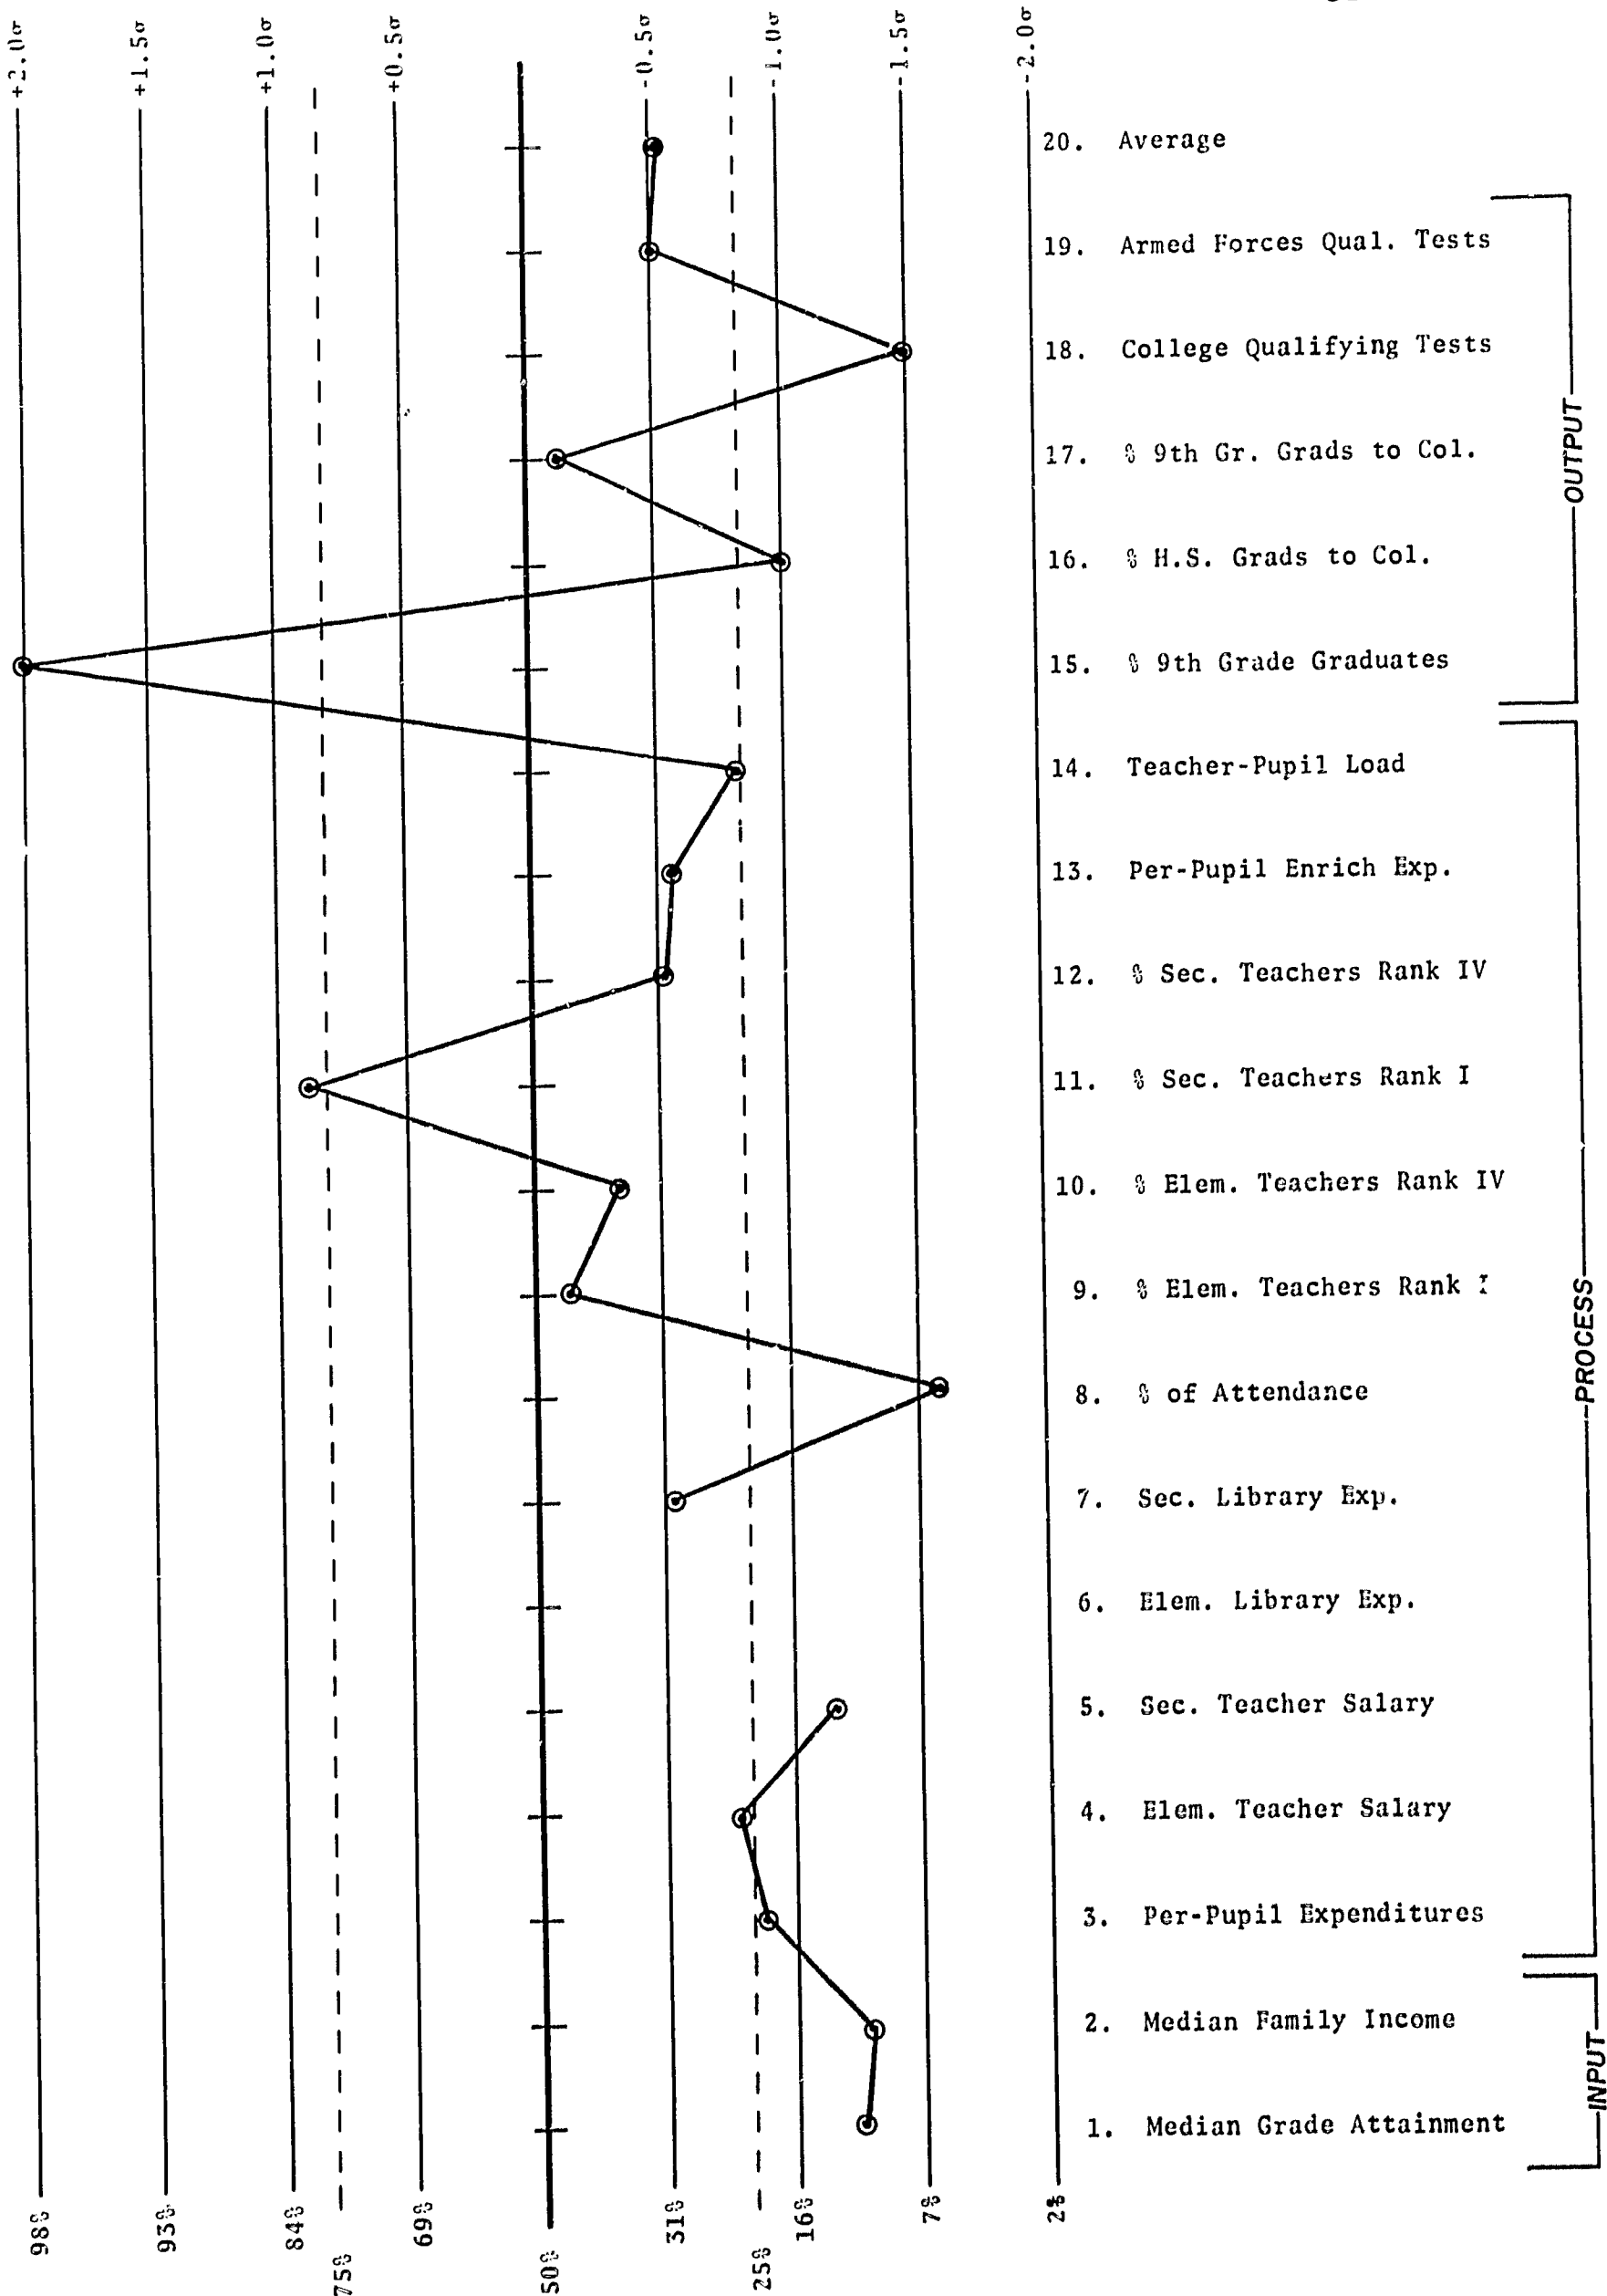 +2.0σ
+1.5σ
+1.0σ
+0.5σ
-0.5σ
-1.0σ
-1.5σ
-2.0σ
20. Average
19. Armed Forces Qual. Tests
18. College Qualifying Tests
17. % 9th Gr. Grads to Col.
16. % H.S. Grads to Col.
15. % 9th Grade Graduates
14. Teacher-Pupil Load
13. Per-Pupil Enrich Exp.
12. % Sec. Teachers Rank IV
11. % Sec. Teachers Rank I
10. % Elem. Teachers Rank IV
9. % Elem. Teachers Rank I
8. % of Attendance
7. Sec. Library Exp.
6. Elem. Library Exp.
5. Sec. Teacher Salary
4. Elem. Teacher Salary
3. Per-Pupil Expenditures
2. Median Family Income
1. Median Grade Attainment
OUTPUT
PROCESS
INPUT
98%
93%
84%
75%
69%
50%
31%
25%
16%
7%
2%